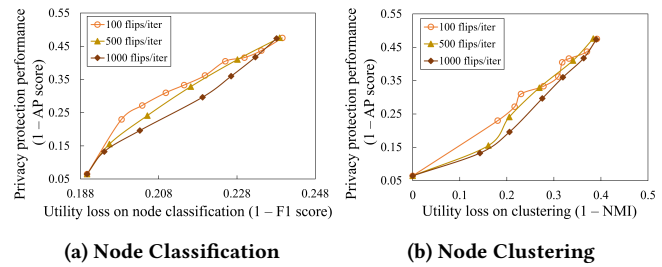 Privacy protection performance
(1 – AP score)
0.55
0.45
0.35
0.25
0.15
0.05
100 flips/iter
500 flips/iter
1000 flips/iter
0.188
0.208
0.228
0.248
Utility loss on node classification (1 – F1 score)
(a) Node Classification
Privacy protection performance
(1 – AP score)
0.55
0.45
0.35
0.25
0.15
0.05
100 flips/iter
500 flips/iter
1000 flips/iter
0
0.1
0.2
0.3
0.4
0.5
Utility loss on clustering (1 – NMI)
(b) Node Clustering